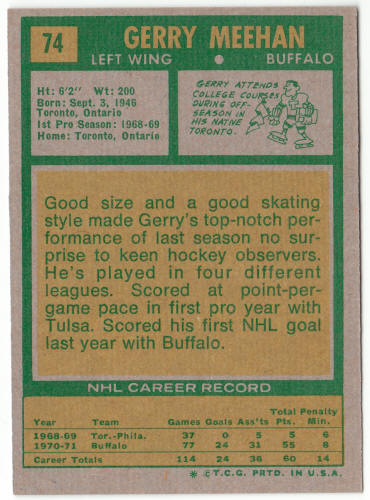 74 GERRY MEEHAN
LEFT WING • BUFFALO
Ht: 6'2" Wt: 200
Born: Sept. 3, 1946
Toronto, Ontario
1st Pro Season: 1968-69
Home: Toronto, Ontario
GERRY ATTENDS
COLLEGE COURSES
DURING OFF-
SEASON IN
HIS NATIVE
TORONTO.
Good size and a good skating
style made Gerry's top-notch per-
formance of last season no sur-
prise to keen hockey observers.
He's played in four different
leagues. Scored at point-per-
game pace in first pro year with
Tulsa. Scored his first NHL goal
last year with Buffalo.
NHL CAREER RECORD
Total Penalty
Year Team Games Goals Ass'ts Pts. Min.
1968-69 Tor.-Phila. 37 0 5 5 6
1970-71 Buffalo 77 24 31 55 8
Career Totals 114 24 36 60 14
* © T.C.G. PRTD. IN U.S.A.